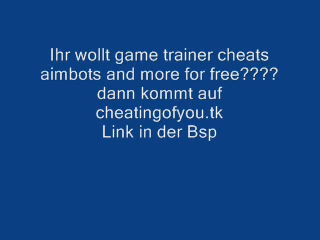 Ihr wollt game trainer cheats
aimbots and more for free????
dann kommt auf
cheatingofyou.tk
Link in der Bsp